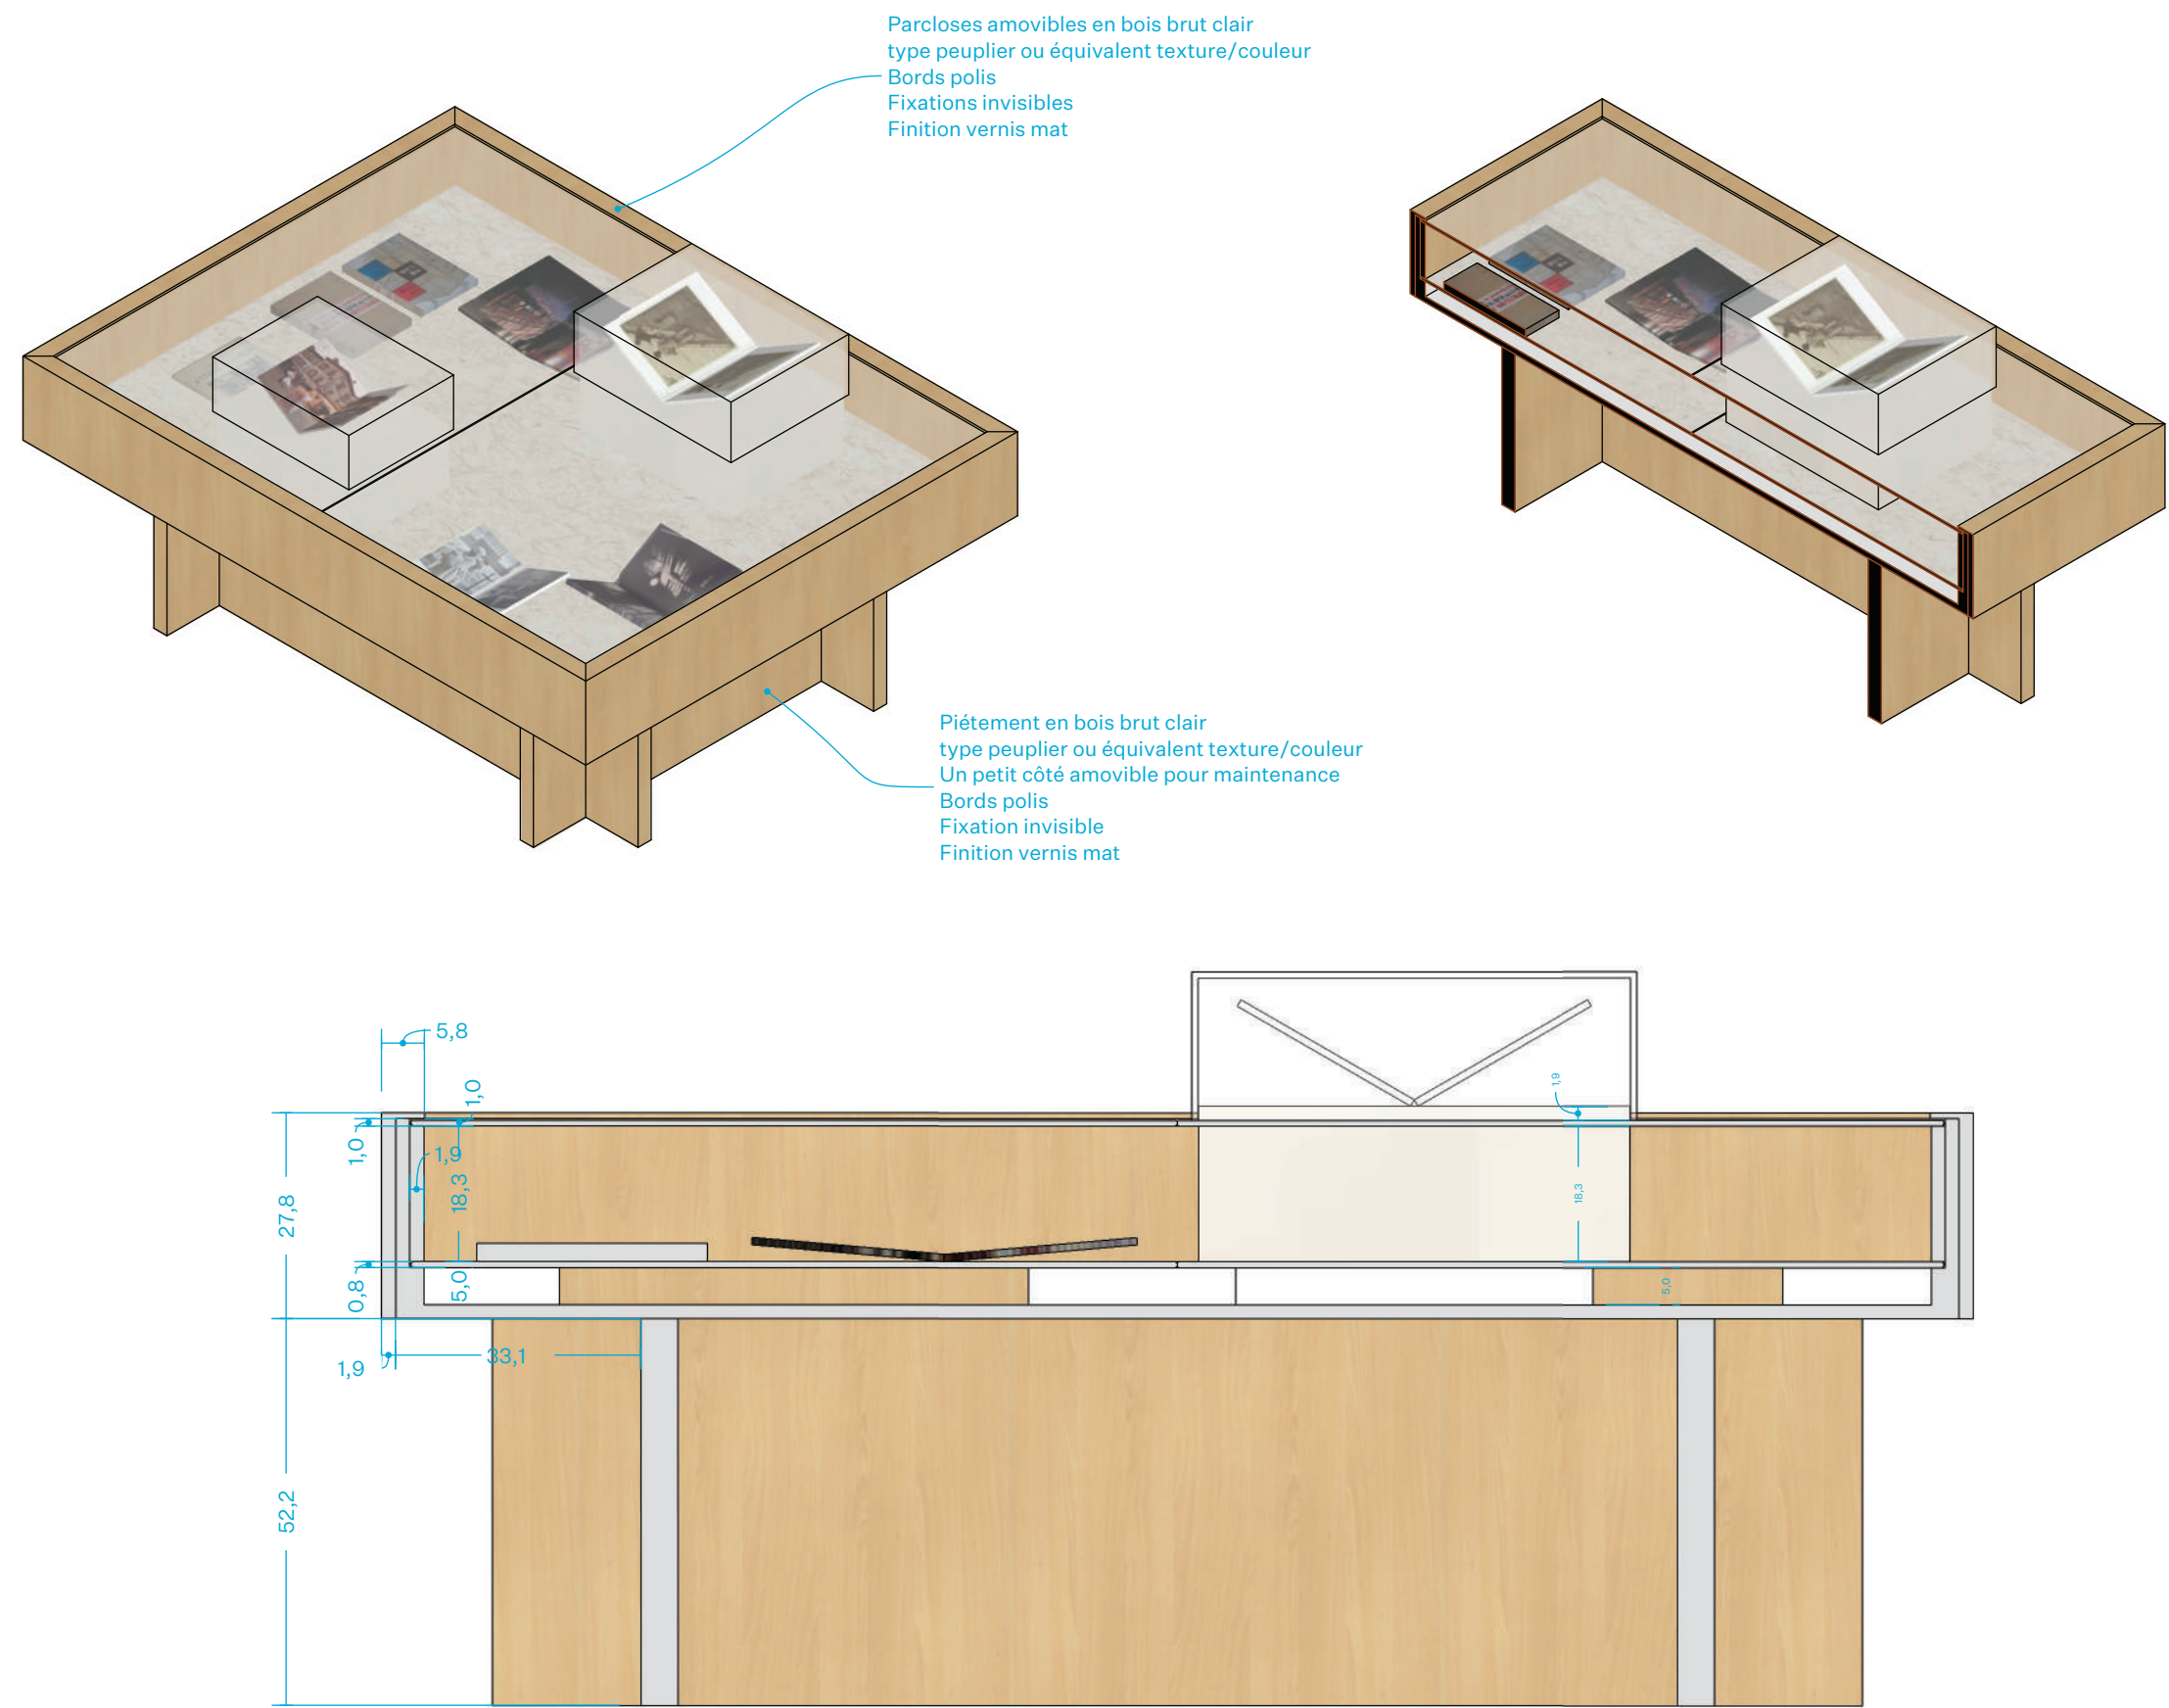 Parcloses amovibles en bois brut clair
type peuplier ou équivalent texture/couleur
Bords polis
Fixations invisibles
Finition vernis mat
Piétement en bois brut clair
type peuplier ou équivalent texture/couleur
Un petit côté amovible pour maintenance
Bords polis
Fixation invisible
Finition vernis mat
5,8
1,0
1,0
1,9
18,3
27,8
0,8
5,0
1,9
33,1
52,2
1,9
18,3
5,0